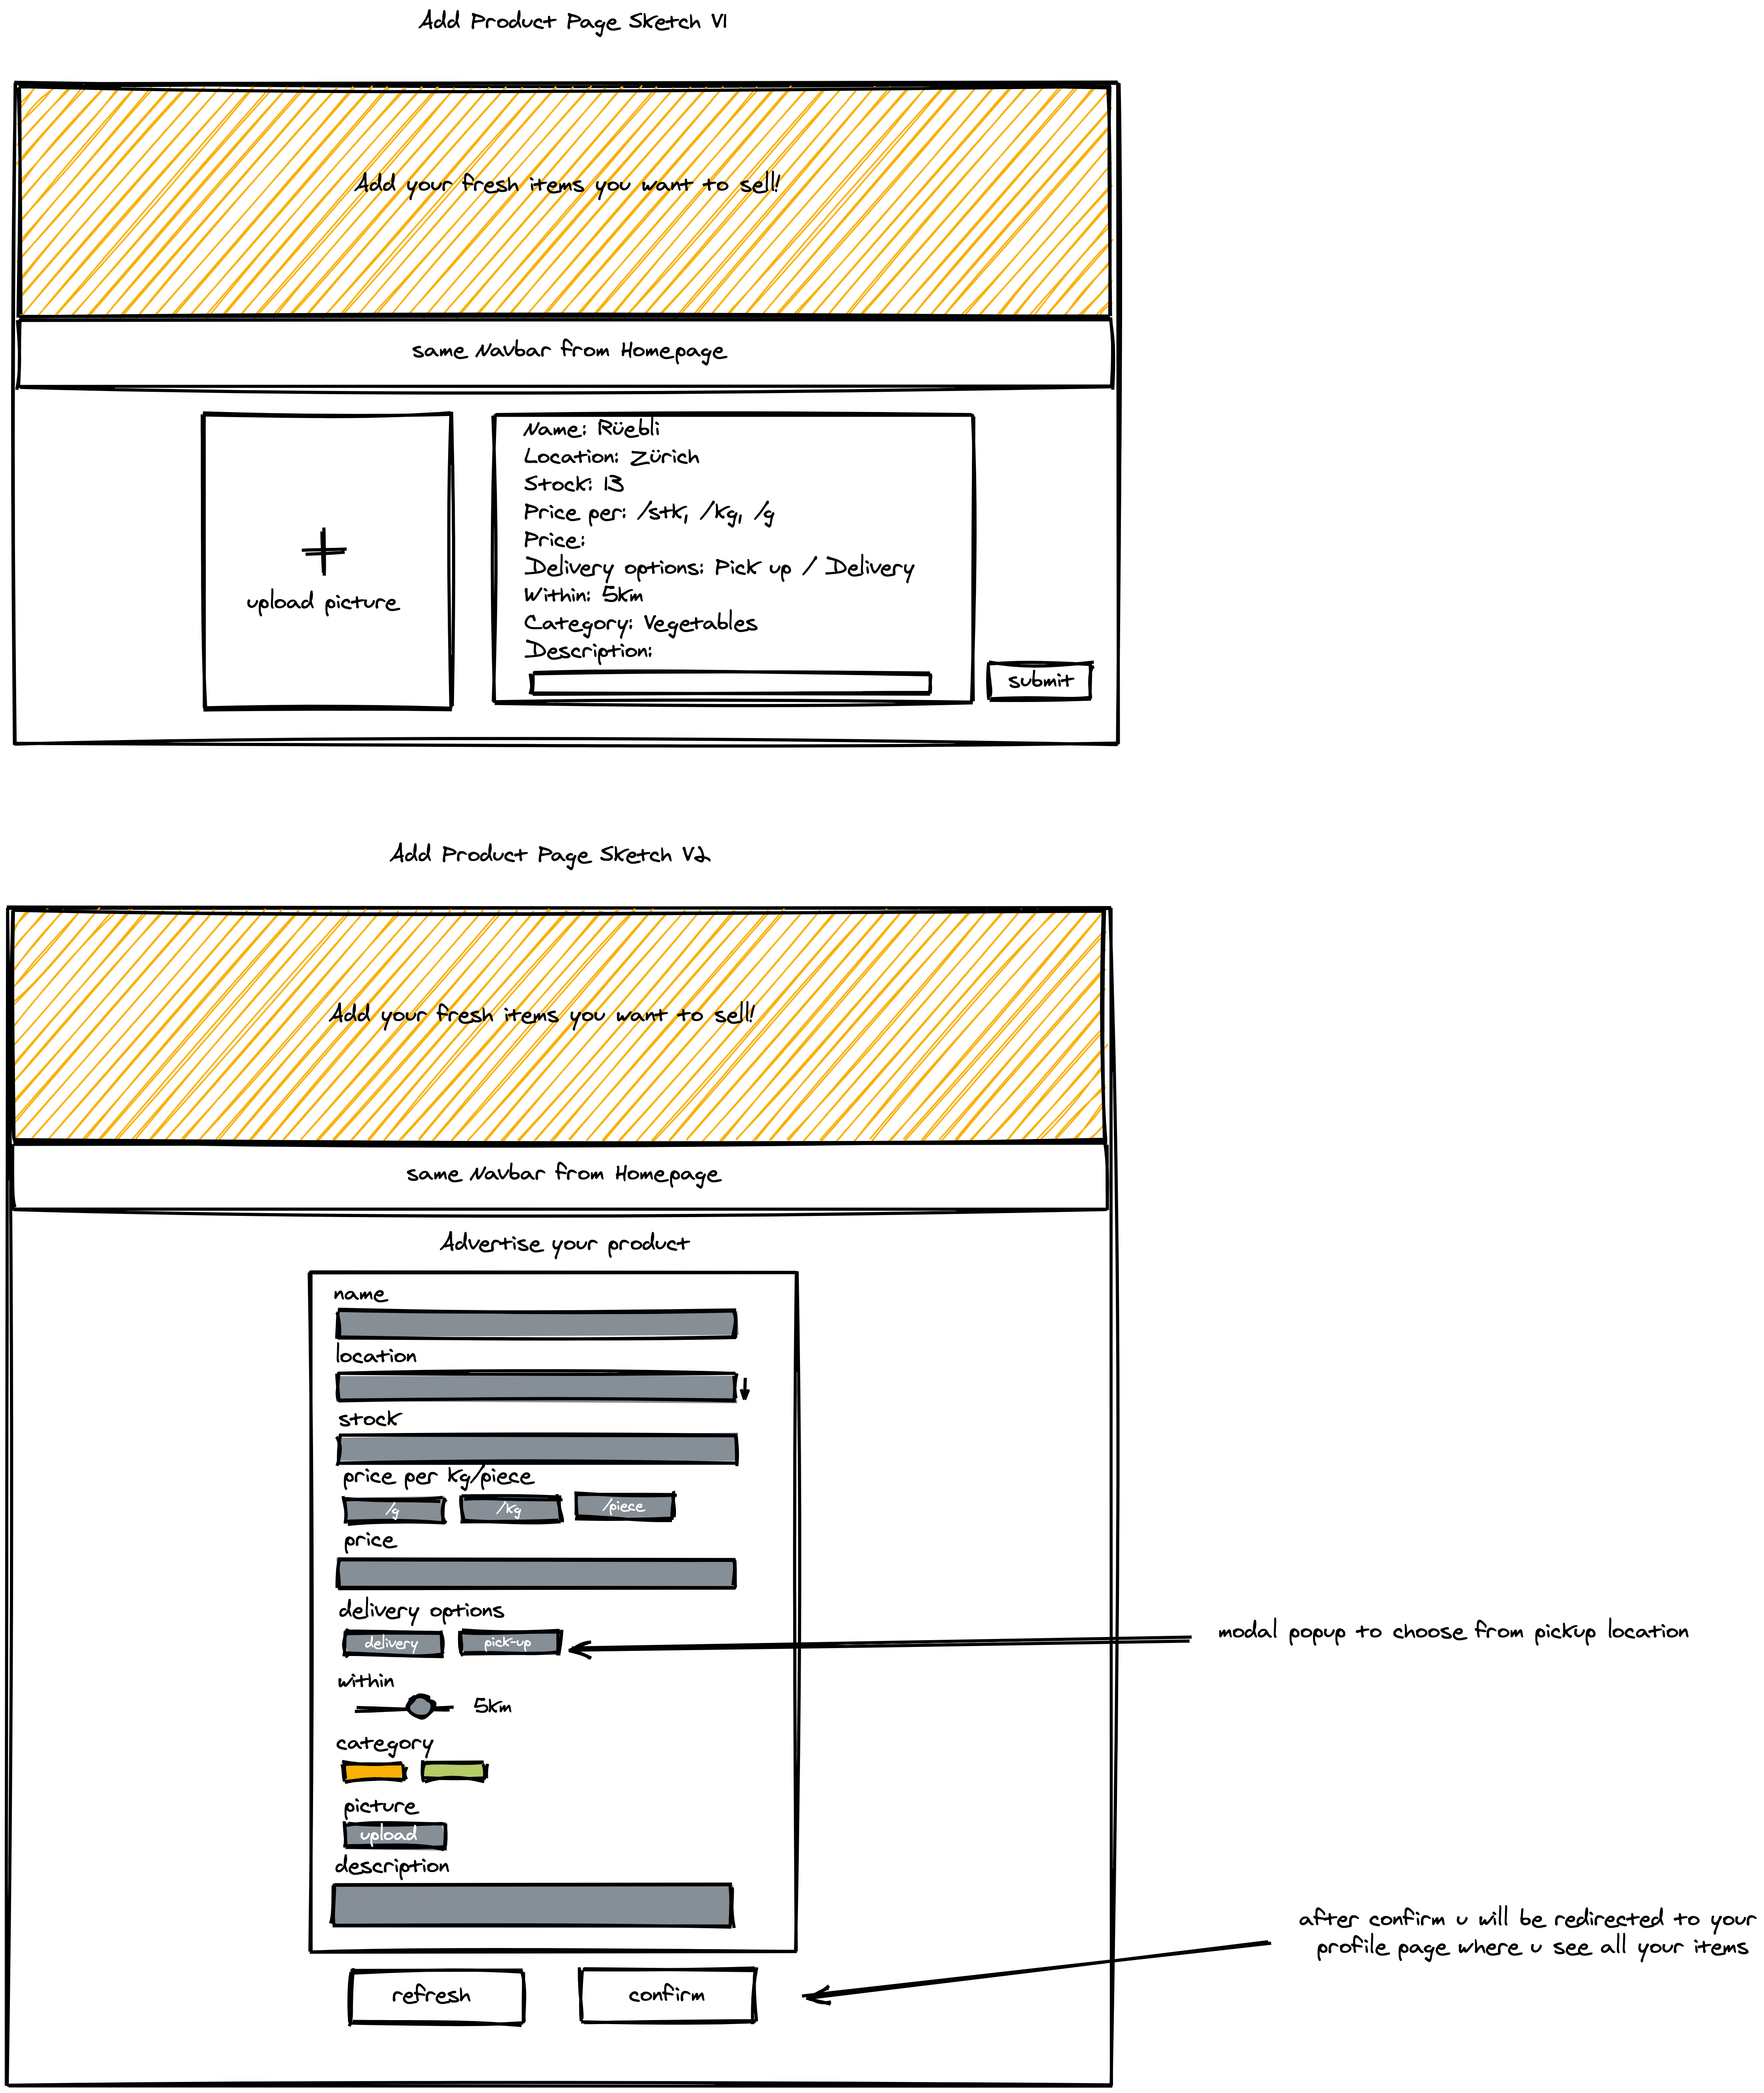 Add Product Page Sketch V1
Add your fresh items you want to sell!
same Navbar from Homepage
upload picture
Name: Rüebli
Location: Zürich
Stock: 13
Price per: /stk, /kg, /g
Price:
Delivery options: Pick up / Delivery
Within: 5km
Category: Vegetables
Description:
submit
Add Product Page Sketch V2
Add your fresh items you want to sell!
same Navbar from Homepage
Advertise your product
name
location
stock
price per kg/piece
/g /kg /piece
price
delivery options
delivery pick-up
modal popup to choose from pickup location
within
5km
category
picture
upload
description
after confirm u will be redirected to your
profile page where u see all your items
refresh confirm